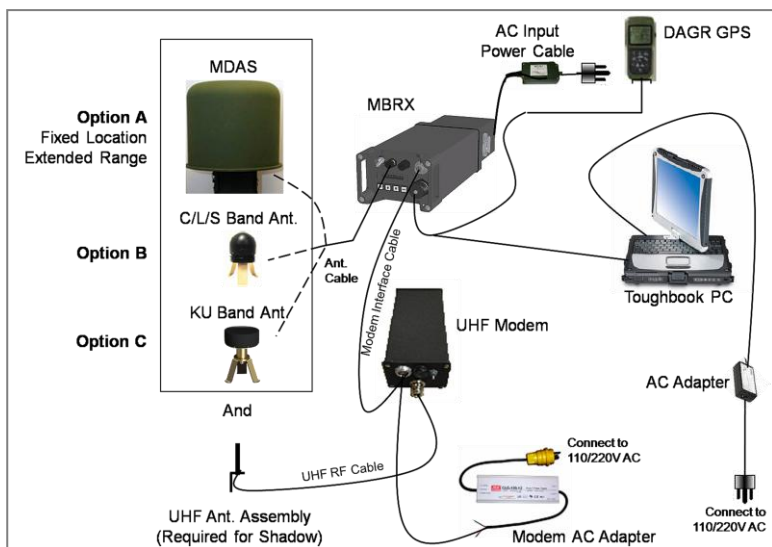 MDAS
Option A
Fixed Location
Extended Range
C/L/S Band Ant.
Option B
KU Band Ant.
Option C
And
UHF Ant. Assembly
(Required for Shadow)
Ant.
Cable
MBRX
AC Input
Power Cable
DAGR GPS
Toughbook PC
Modem Interface Cable
UHF Modem
UHF RF Cable
Connect to
110/220V AC
Modem AC Adapter
AC Adapter
Connect to
110/220V AC